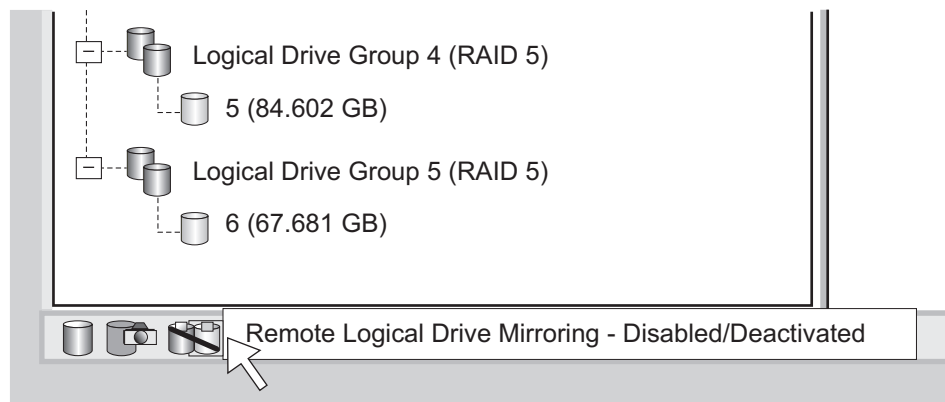 Logical Drive Group 4 (RAID 5)
5 (84.602 GB)
Logical Drive Group 5 (RAID 5)
6 (67.681 GB)
Remote Logical Drive Mirroring - Disabled/Deactivated